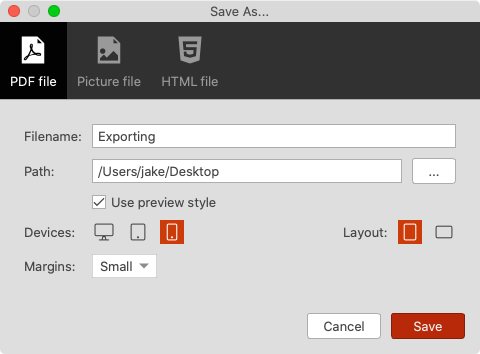 Save As...
PDF file
Picture file
HTML file
Filename: Exporting
Path: /Users/jake/Desktop ...
Use preview style
Devices: Layout:
Margins: Small
Cancel Save